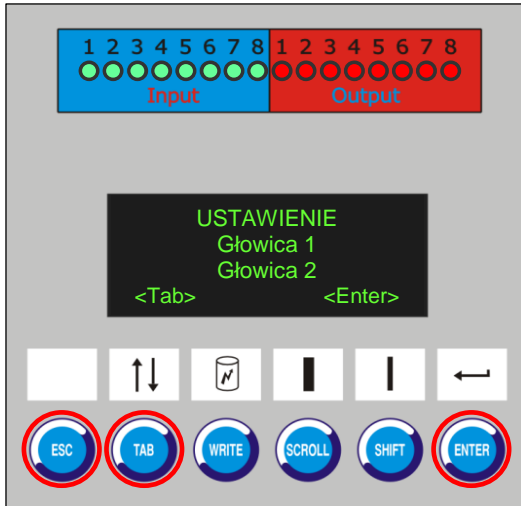 1 2 3 4 5 6 7 8 1 2 3 4 5 6 7 8
Input Output
USTAWIENIE
Głowica 1
Głowica 2
<Tab> <Enter>
ESC TAB WRITE SCROLL SHIFT ENTER